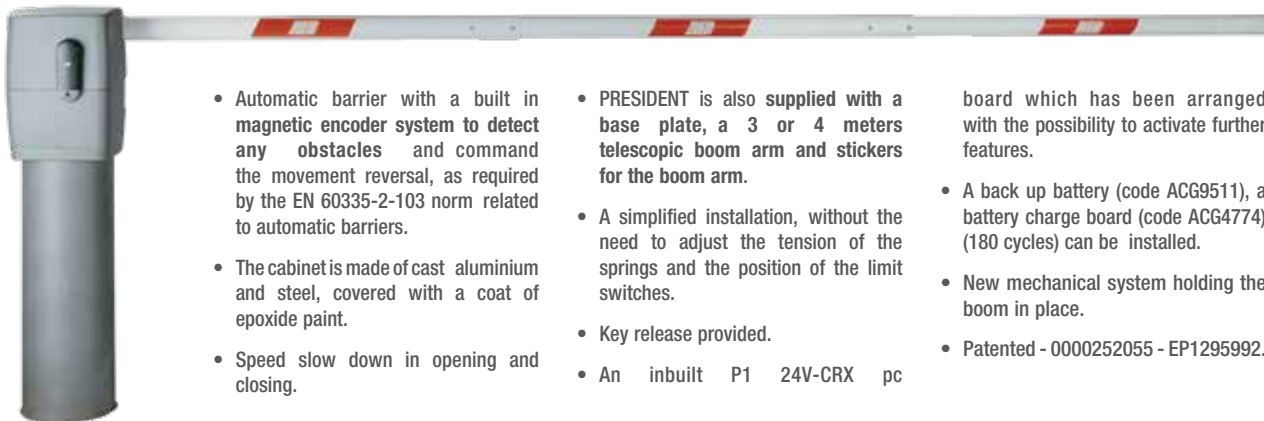 • Automatic barrier with a built in
magnetic encoder system to detect
any obstacles and command
the movement reversal, as required
by the EN 60335-2-103 norm related
to automatic barriers.
• The cabinet is made of cast aluminium
and steel, covered with a coat of
epoxide paint.
• Speed slow down in opening and
closing.
• PRESIDENT is also supplied with a
base plate, a 3 or 4 meters
telescopic boom arm and stickers
for the boom arm.
• A simplified installation, without the
need to adjust the tension of the
springs and the position of the limit
switches.
• Key release provided.
• An inbuilt P1 24V-CRX pc
board which has been arranged
with the possibility to activate further
features.
• A back up battery (code ACG9511), a
battery charge board (code ACG4774)
(180 cycles) can be installed.
• New mechanical system holding the
boom in place.
• Patented - 0000252055 - EP1295992.